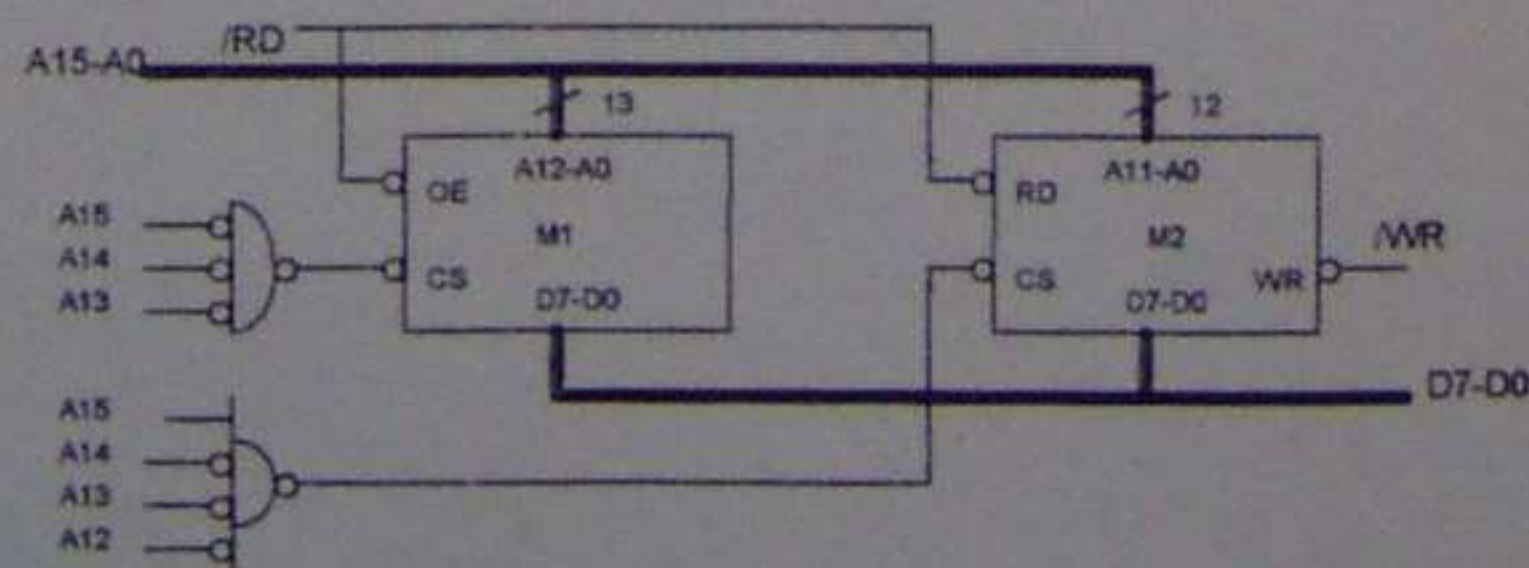 /RD
A15-A0
13
12
A12-A0
A11-A0
OE
RD
A15
M1
M2
/WR
A14
CS
CS
WR
A13
D7-D0
D7-D0
D7-D0
A15
A14
A13
A12